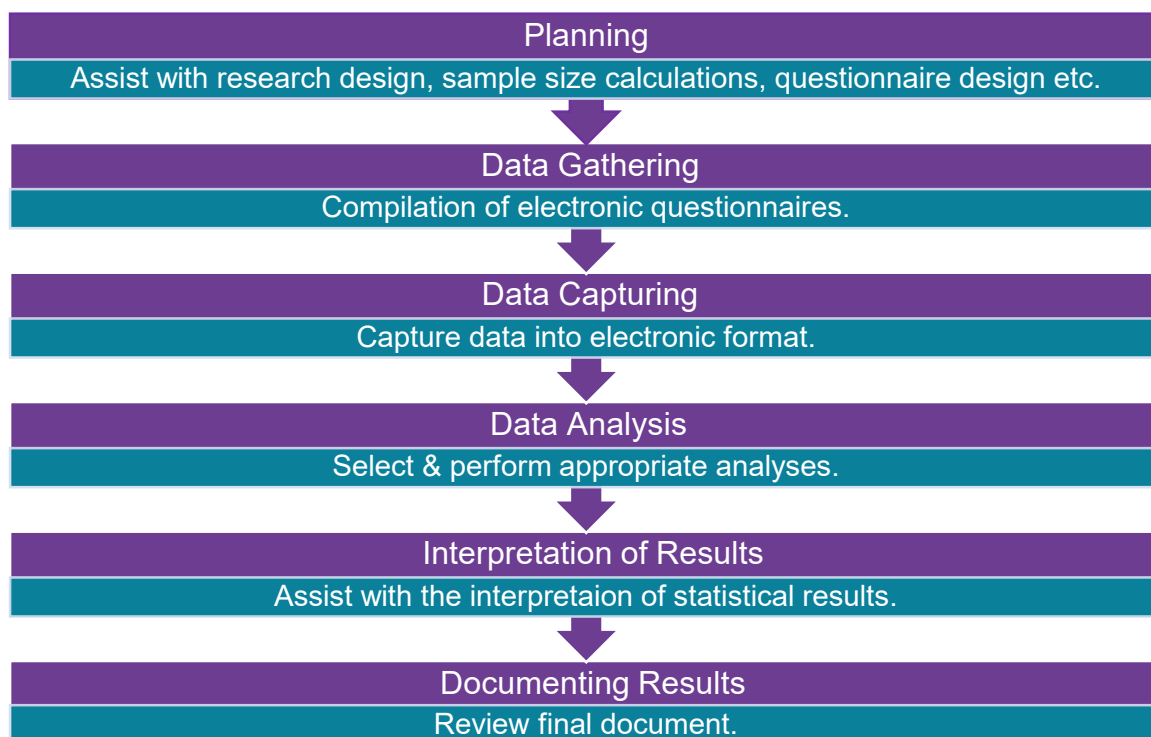 Planning
Assist with research design, sample size calculations, questionnaire design etc.
Data Gathering
Compilation of electronic questionnaires.
Data Capturing
Capture data into electronic format.
Data Analysis
Select & perform appropriate analyses.
Interpretation of Results
Assist with the interpretaion of statistical results.
Documenting Results
Review final document.